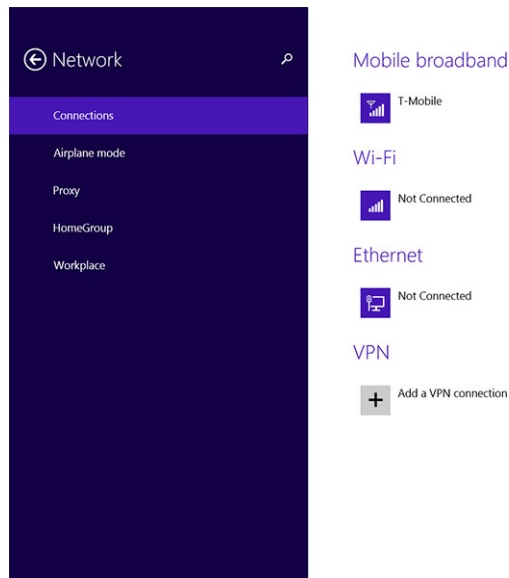 Network
Connections
Airplane mode
Proxy
HomeGroup
Workplace
Mobile broadband
T-Mobile
Wi-Fi
Not Connected
Ethernet
Not Connected
VPN
Add a VPN connection